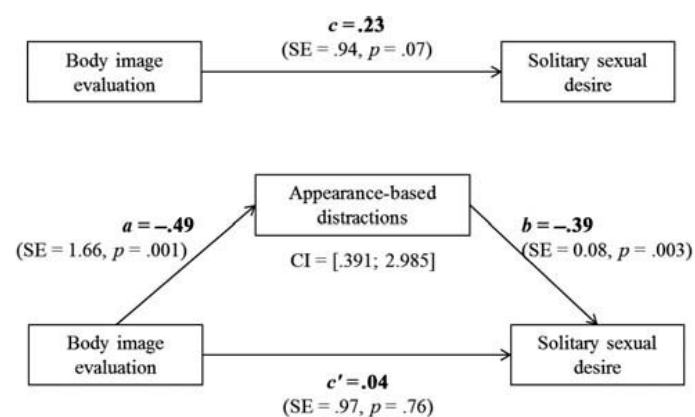 c = .23
(SE = .94, p = .07)
Body image
evaluation
Solitary sexual
desire
Appearance-based
distractions
a = –.49
(SE = 1.66, p = .001)
b = –.39
(SE = 0.08, p = .003)
CI = [.391; 2.985]
Body image
evaluation
Solitary sexual
desire
c' = .04
(SE = .97, p = .76)